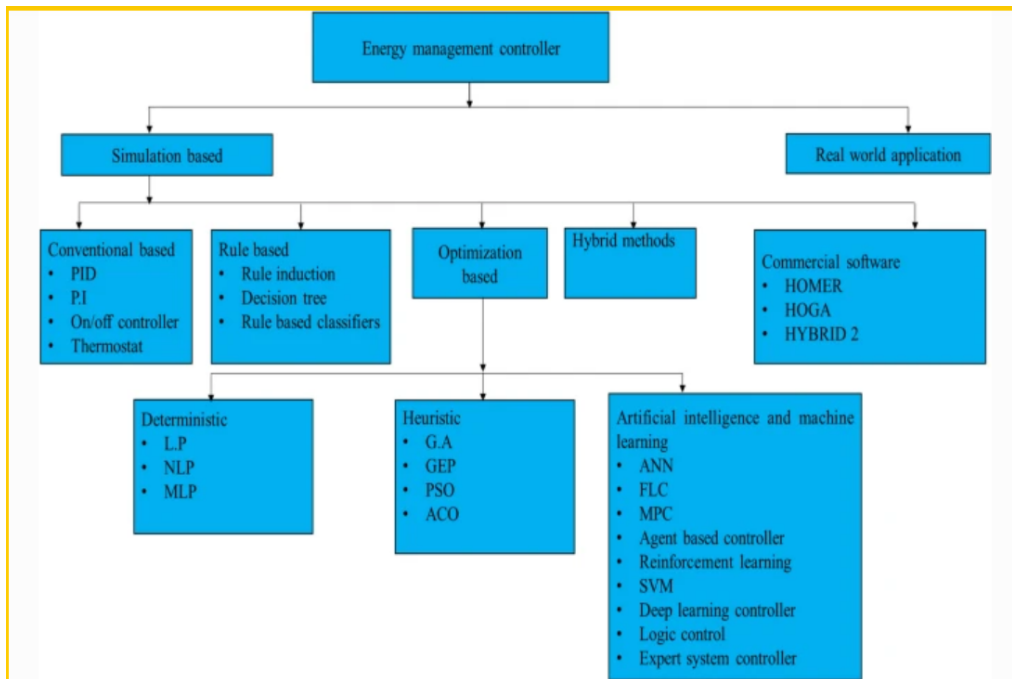 Energy management controller
Simulation based
Real world application
Conventional based
• PID
• P.I
• On/off controller
• Thermostat
Rule based
• Rule induction
• Decision tree
• Rule based classifiers
Optimization
based
Hybrid methods
Commercial software
• HOMER
• HOGA
• HYBRID 2
Deterministic
• L.P
• NLP
• MLP
Heuristic
• G.A
• GEP
• PSO
• ACO
Artificial intelligence and machine
learning
• ANN
• FLC
• MPC
• Agent based controller
• Reinforcement learning
• SVM
• Deep learning controller
• Logic control
• Expert system controller